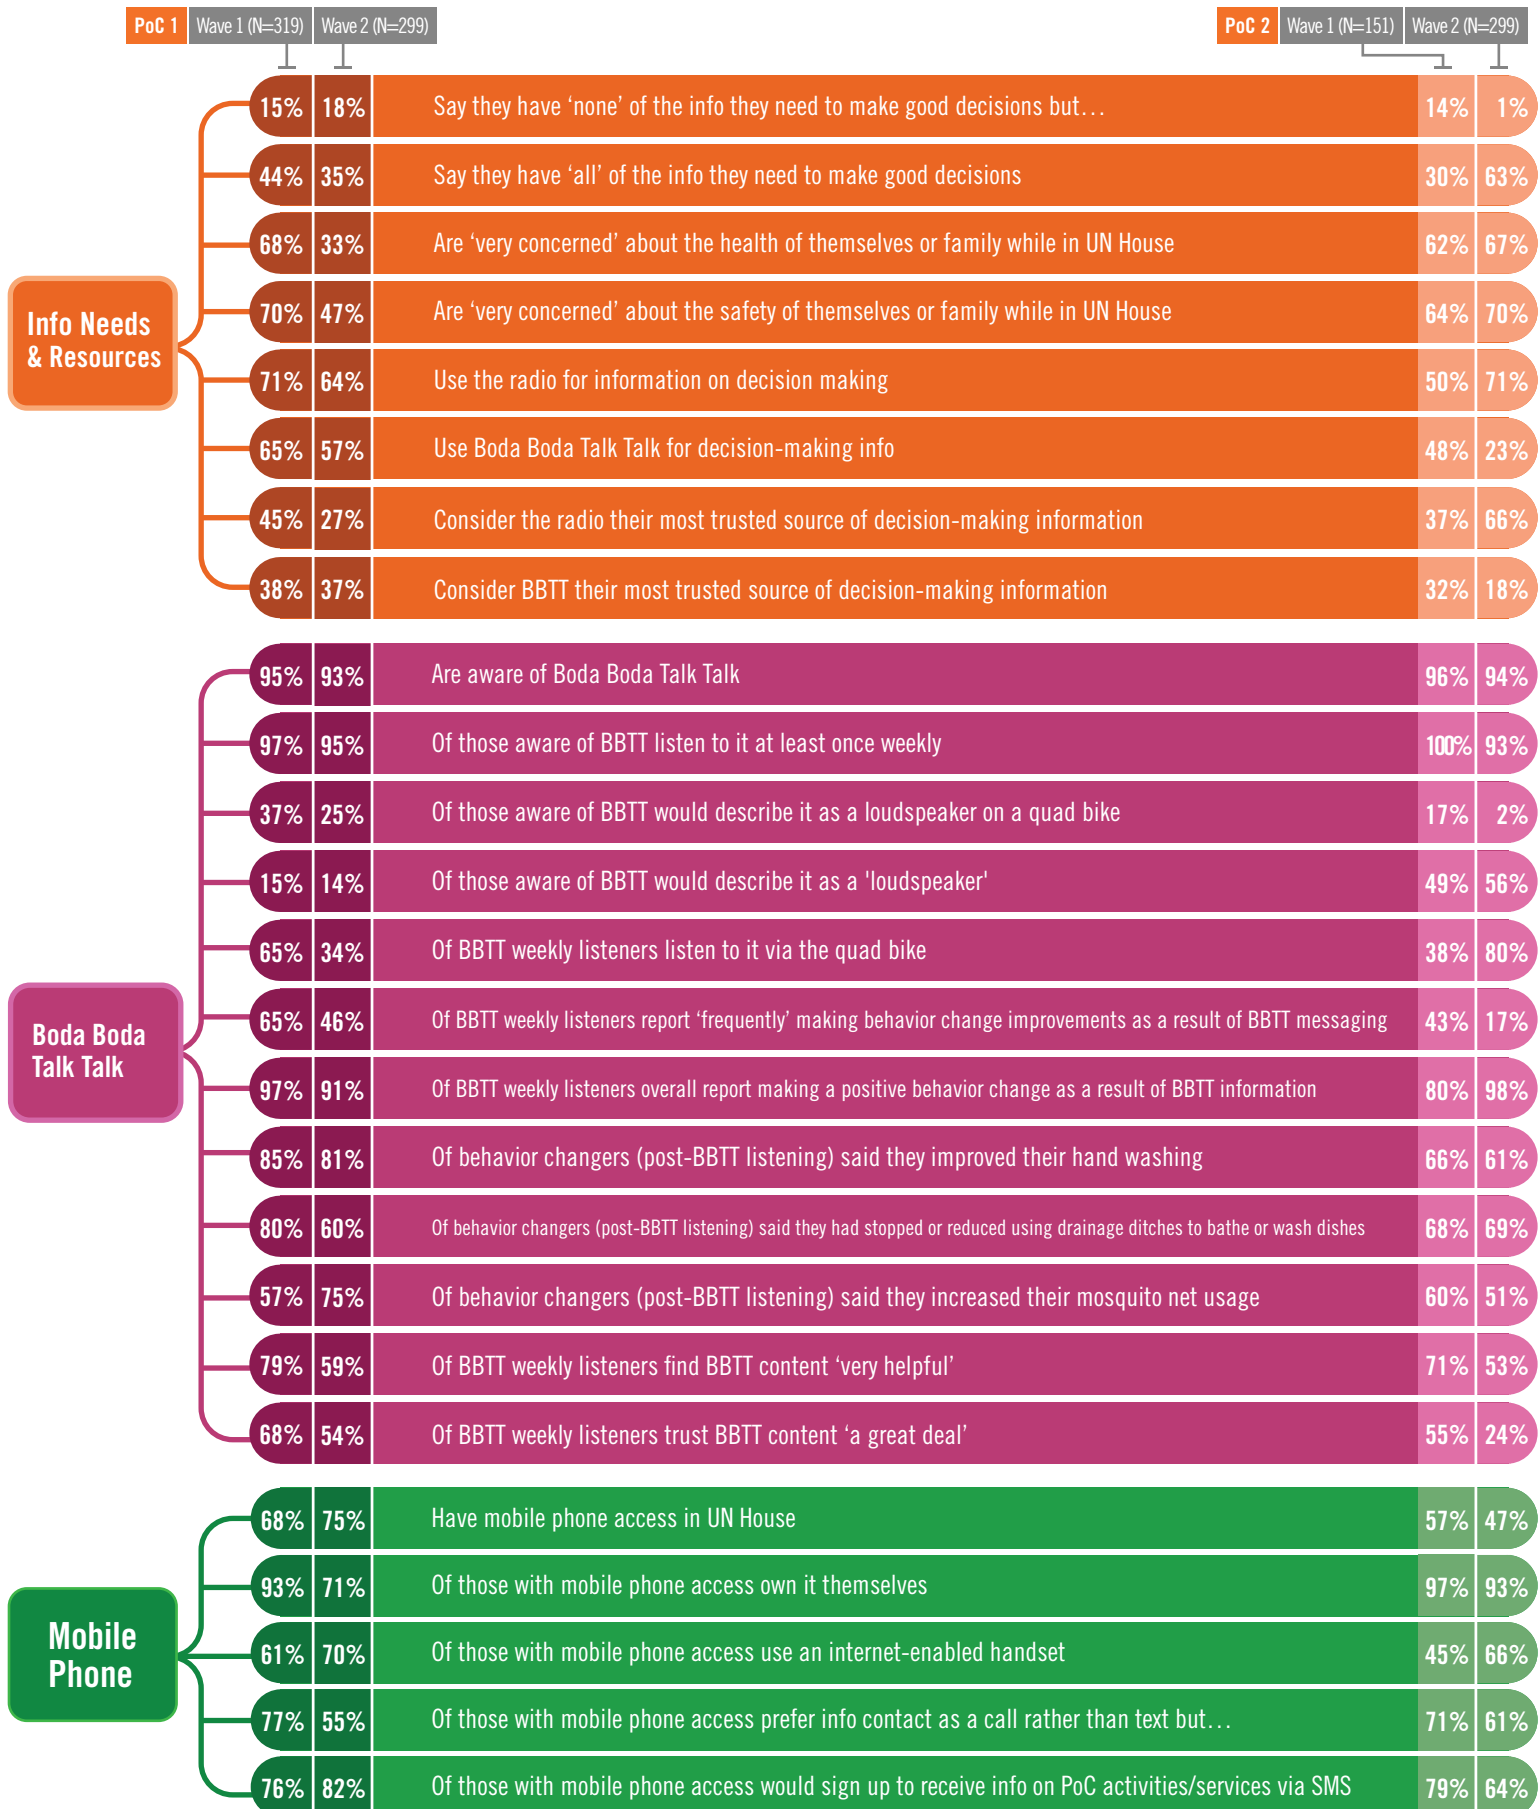 PoC 1 Wave 1 (N=319) Wave 2 (N=299) PoC 2 Wave 1 (N=151) Wave 2 (N=299)
Info Needs
& Resources
15% 18% Say they have ‘none’ of the info they need to make good decisions but… 14% 1%
44% 35% Say they have ‘all’ of the info they need to make good decisions 30% 63%
68% 33% Are ‘very concerned’ about the health of themselves or family while in UN House 62% 67%
70% 47% Are ‘very concerned’ about the safety of themselves or family while in UN House 64% 70%
71% 64% Use the radio for information on decision making 50% 71%
65% 57% Use Boda Boda Talk Talk for decision-making info 48% 23%
45% 27% Consider the radio their most trusted source of decision-making information 37% 66%
38% 37% Consider BBTT their most trusted source of decision-making information 32% 18%
Boda Boda
Talk Talk
95% 93% Are aware of Boda Boda Talk Talk 96% 94%
97% 95% Of those aware of BBTT listen to it at least once weekly 100% 93%
37% 25% Of those aware of BBTT would describe it as a loudspeaker on a quad bike 17% 2%
15% 14% Of those aware of BBTT would describe it as a 'loudspeaker' 49% 56%
65% 34% Of BBTT weekly listeners listen to it via the quad bike 38% 80%
65% 46% Of BBTT weekly listeners report ‘frequently’ making behavior change improvements as a result of BBTT messaging 43% 17%
97% 91% Of BBTT weekly listeners overall report making a positive behavior change as a result of BBTT information 80% 98%
85% 81% Of behavior changers (post-BBTT listening) said they improved their hand washing 66% 61%
80% 60% Of behavior changers (post-BBTT listening) said they had stopped or reduced using drainage ditches to bathe or wash dishes 68% 69%
57% 75% Of behavior changers (post-BBTT listening) said they increased their mosquito net usage 60% 51%
79% 59% Of BBTT weekly listeners find BBTT content ‘very helpful’ 71% 53%
68% 54% Of BBTT weekly listeners trust BBTT content ‘a great deal’ 55% 24%
Mobile
Phone
68% 75% Have mobile phone access in UN House 57% 47%
93% 71% Of those with mobile phone access own it themselves 97% 93%
61% 70% Of those with mobile phone access use an internet-enabled handset 45% 66%
77% 55% Of those with mobile phone access prefer info contact as a call rather than text but… 71% 61%
76% 82% Of those with mobile phone access would sign up to receive info on PoC activities/services via SMS 79% 64%